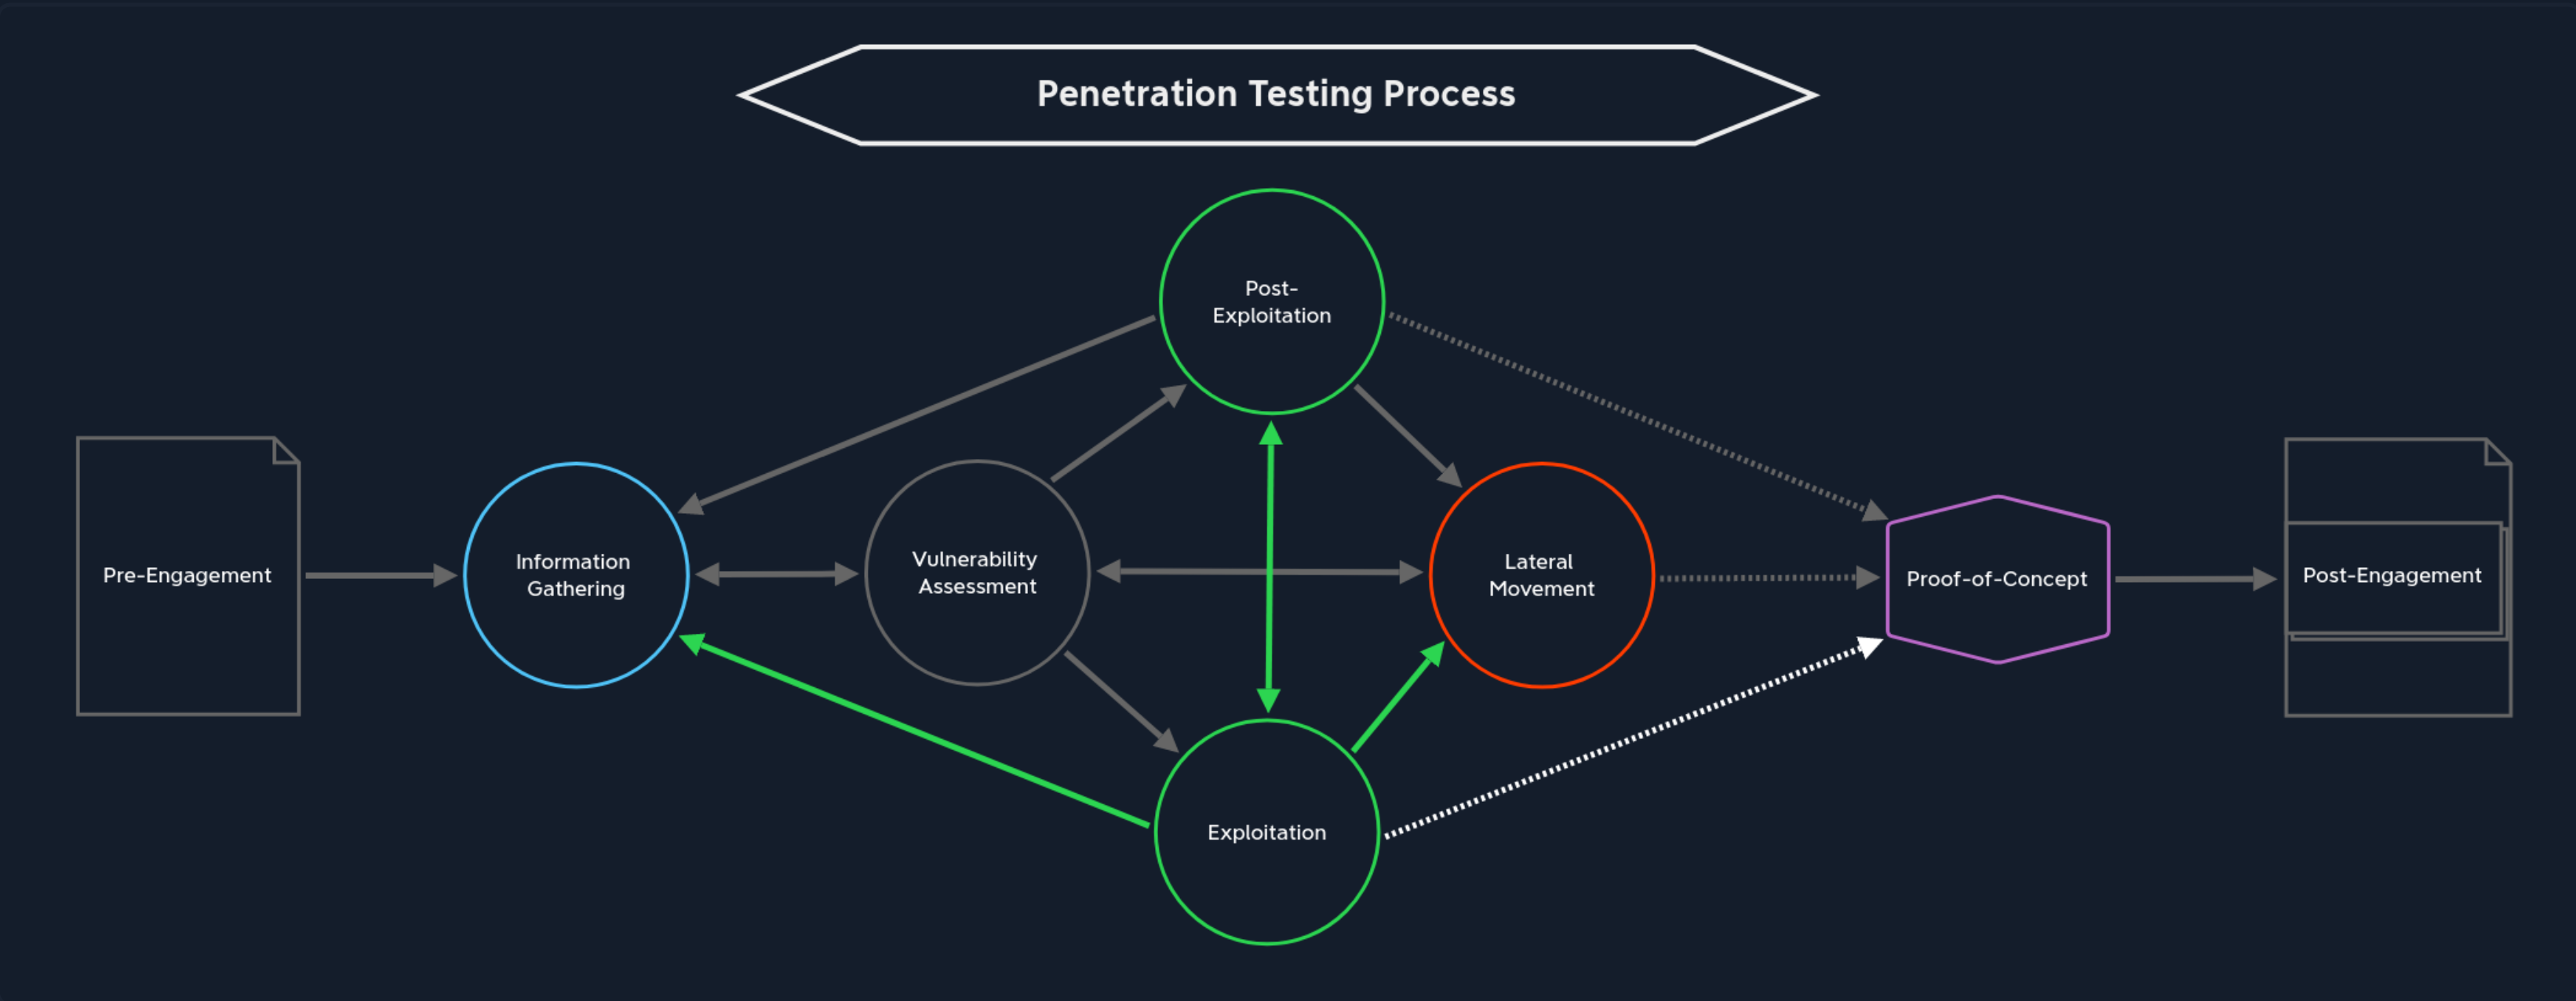 Penetration Testing Process
Post-
Exploitation
Pre-Engagement
Information
Gathering
Vulnerability
Assessment
Lateral
Movement
Proof-of-Concept
Post-Engagement
Exploitation